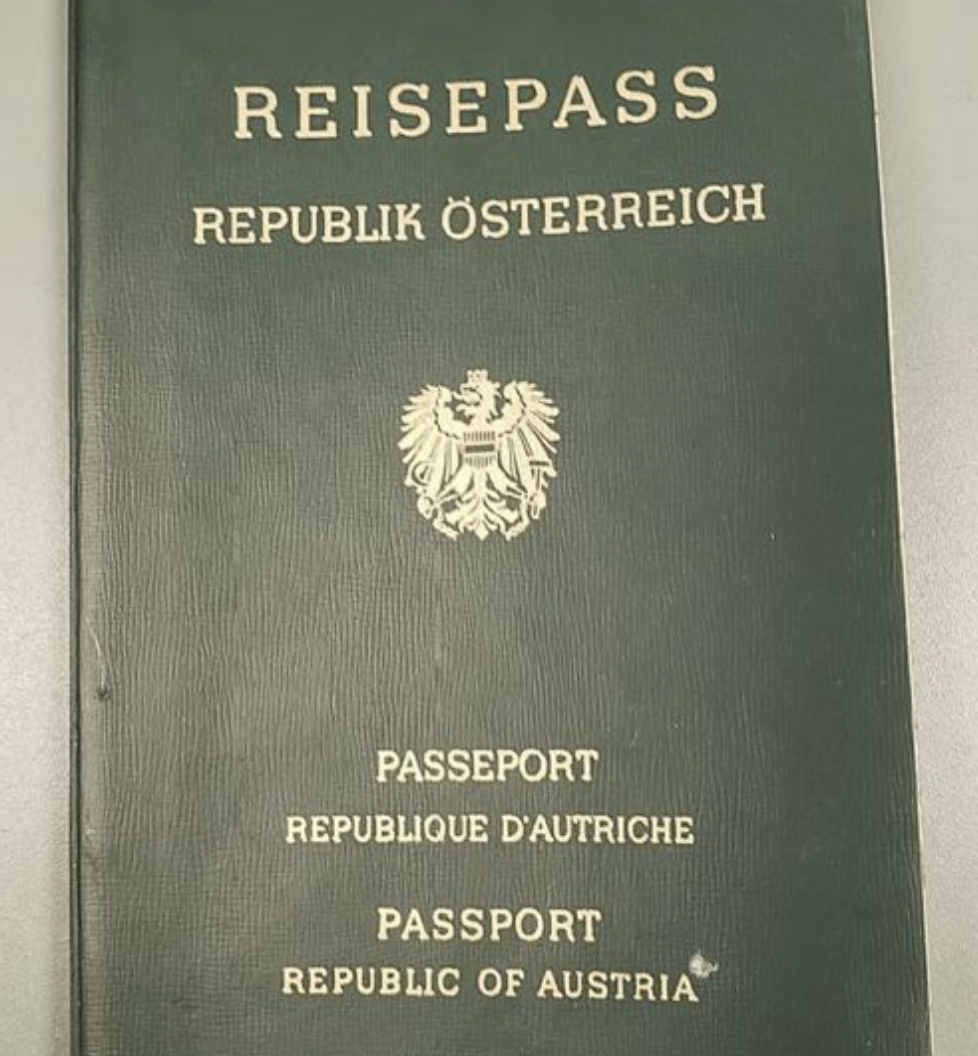 REISEPASS
REPUBLIK ÖSTERREICH
PASSEPORT
REPUBLIQUE D'AUTRICHE
PASSPORT
REPUBLIC OF AUSTRIA